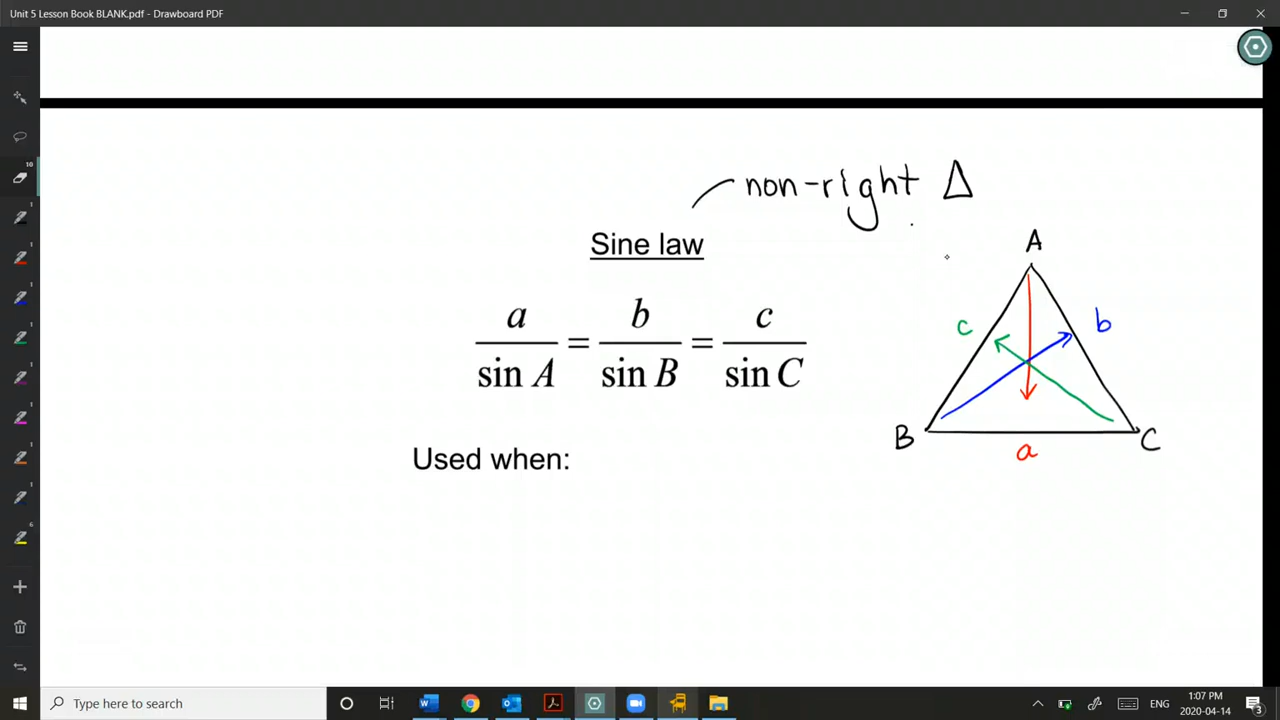 Unit 5 Lesson Book BLANK.pdf - Drawboard PDF
non-right Δ
Sine law
a/sin A = b/sin B = c/sin C
A
c
b
B
a
C
Used when:
Type here to search
ENG
1:07 PM
2020-04-14
3